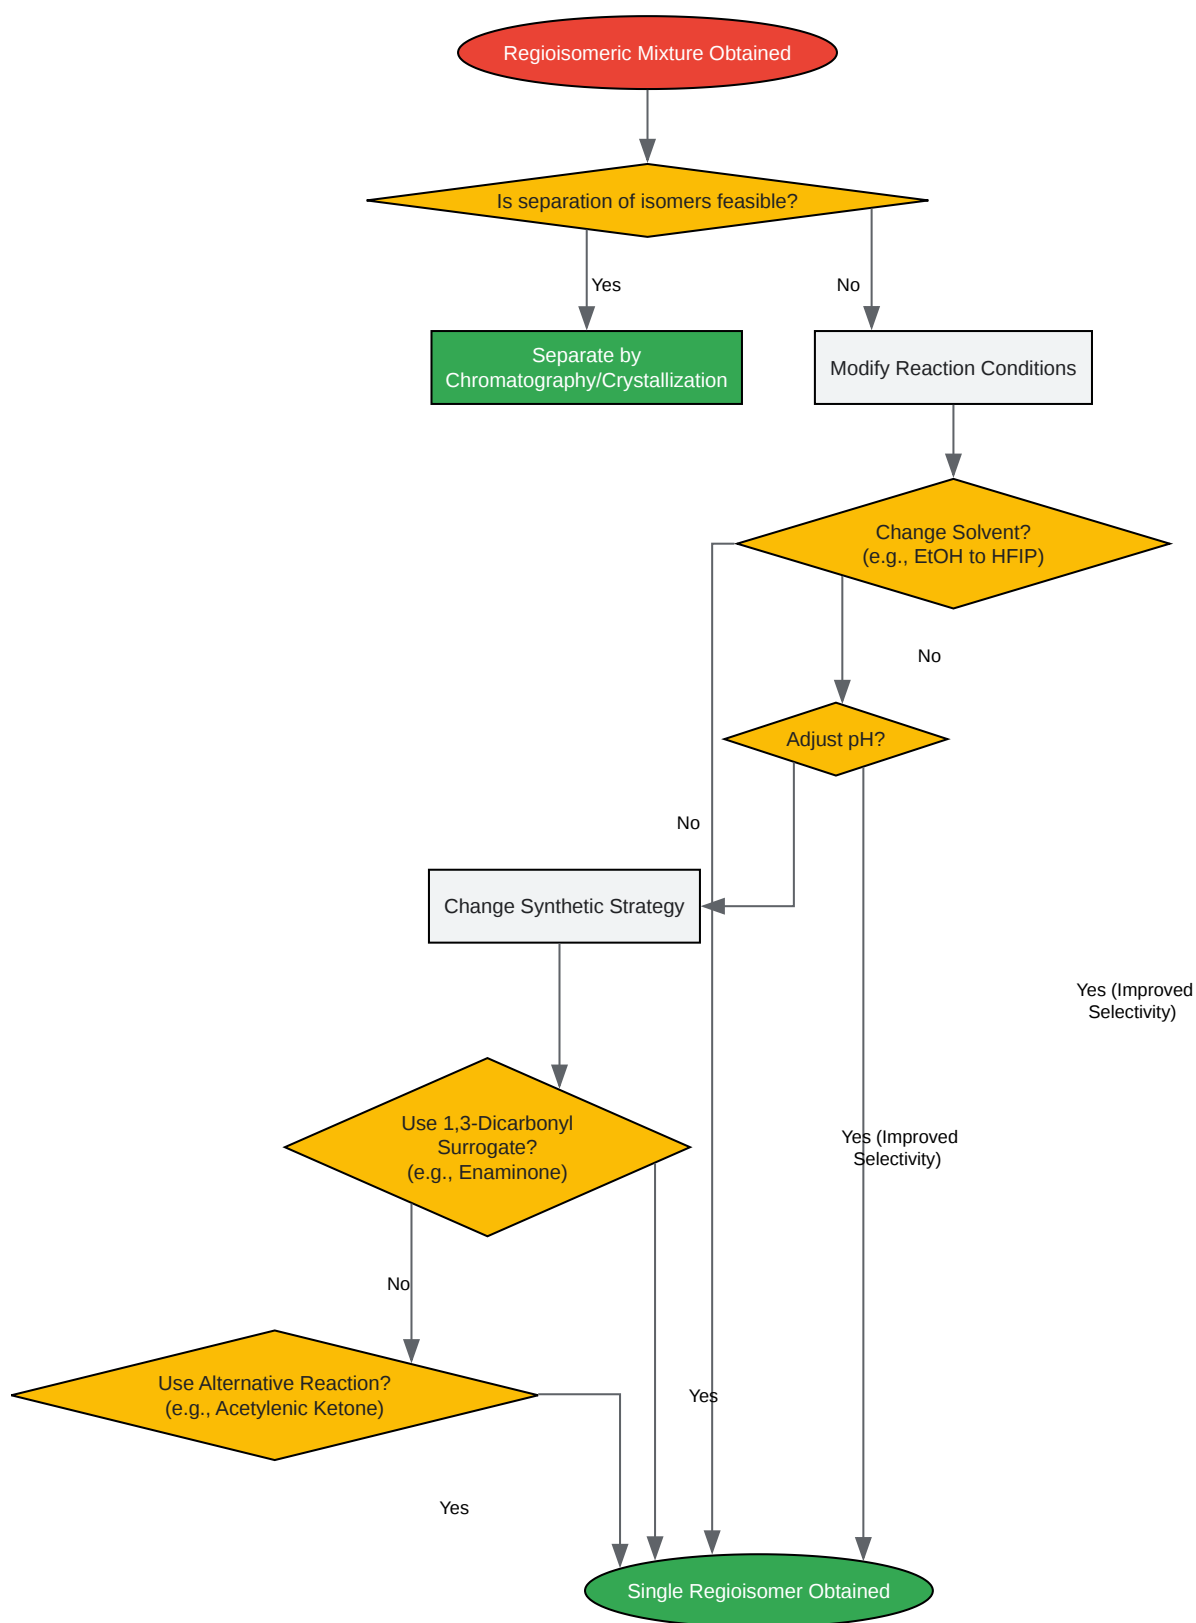 Regioisomeric Mixture Obtained
Is separation of isomers feasible?
Yes
No
Separate by
Chromatography/Crystallization
Modify Reaction Conditions
Change Solvent?
(e.g., EtOH to HFIP)
No
Adjust pH?
No
Change Synthetic Strategy
Yes (Improved
Selectivity)
Use 1,3-Dicarbonyl
Surrogate?
(e.g., Enaminone)
Yes (Improved
Selectivity)
No
Use Alternative Reaction?
(e.g., Acetylenic Ketone)
Yes
Yes
Single Regioisomer Obtained